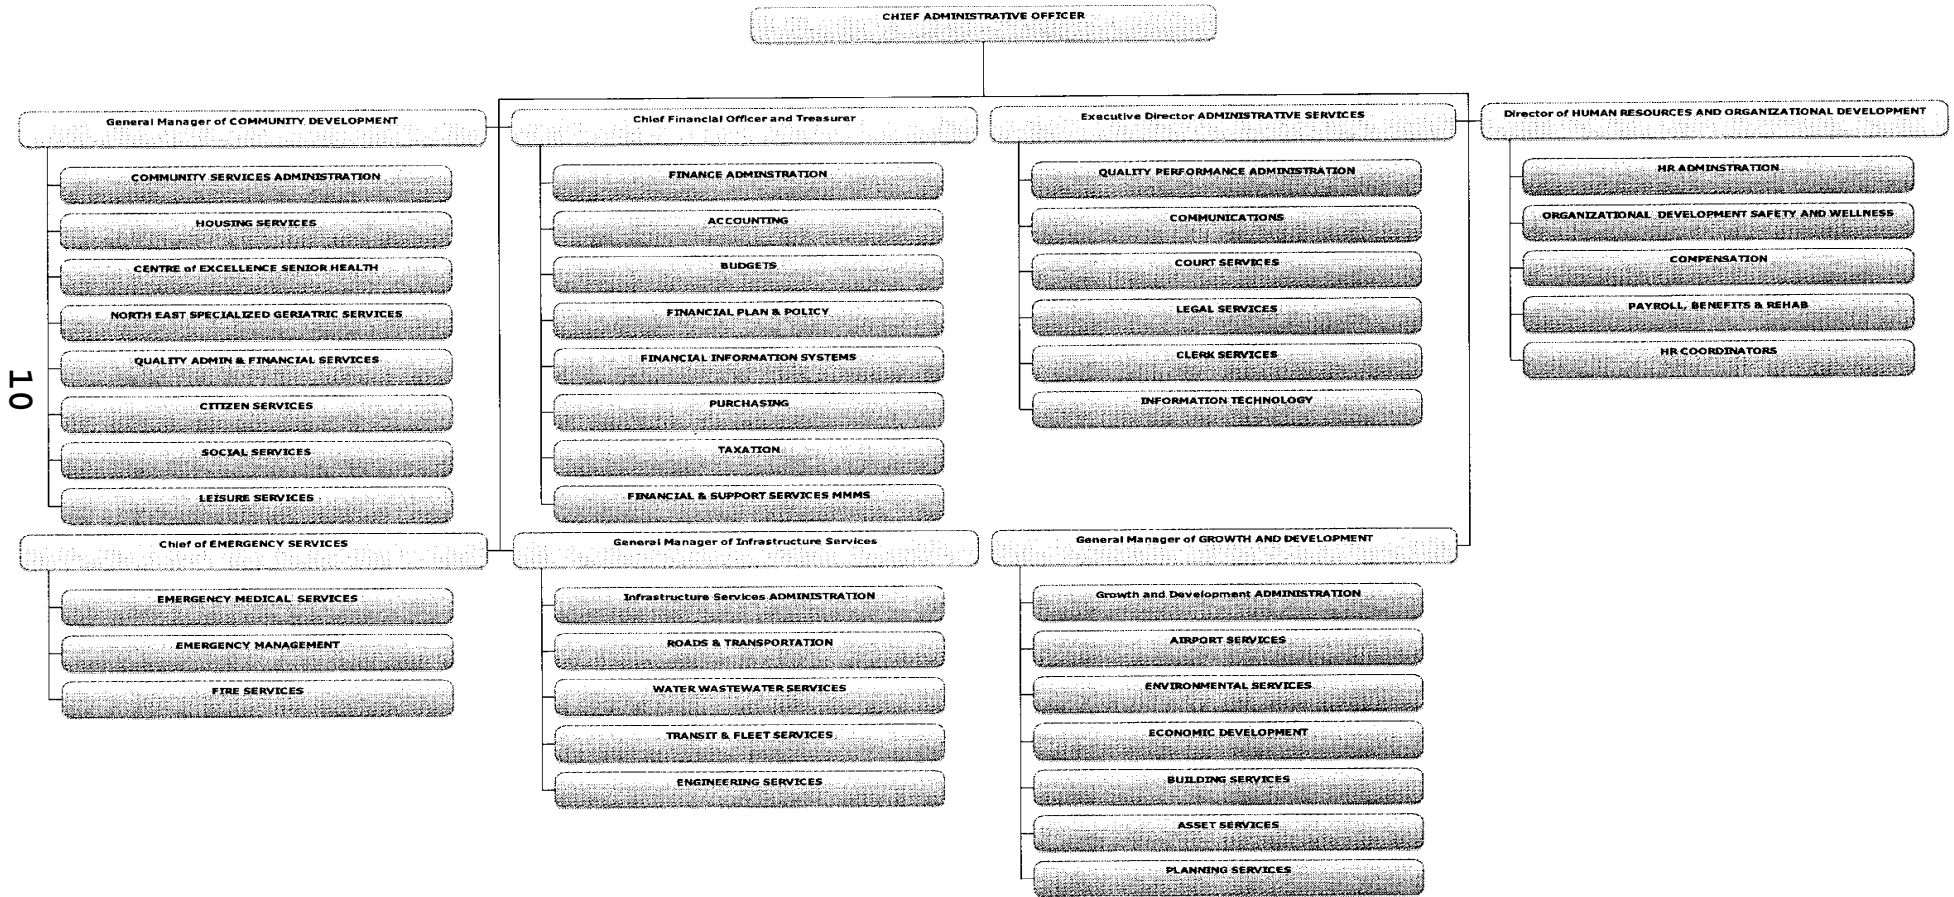 CHIEF ADMINISTRATIVE OFFICER
General Manager of COMMUNITY DEVELOPMENT
COMMUNITY SERVICES ADMINISTRATION
HOUSING SERVICES
CENTRE of EXCELLENCE SENIOR HEALTH
NORTH EAST SPECIALIZED GERIATRIC SERVICES
QUALITY ADMIN & FINANCIAL SERVICES
CITIZEN SERVICES
SOCIAL SERVICES
LEISURE SERVICES
Chief Financial Officer and Treasurer
FINANCE ADMINSTRATION
ACCOUNTING
BUDGETS
FINANCIAL PLAN & POLICY
FINANCIAL INFORMATION SYSTEMS
PURCHASING
TAXATION
FINANCIAL & SUPPORT SERVICES MMMS
Executive Director ADMINISTRATIVE SERVICES
QUALITY PERFORMANCE ADMINISTRATION
COMMUNICATIONS
COURT SERVICES
LEGAL SERVICES
CLERK SERVICES
INFORMATION TECHNOLOGY
Director of HUMAN RESOURCES AND ORGANIZATIONAL DEVELOPMENT
HR ADMINSTRATION
ORGANIZATIONAL DEVELOPMENT SAFETY AND WELLNESS
COMPENSATION
PAYROLL, BENEFITS & REHAB
HR COORDINATORS
Chief of EMERGENCY SERVICES
EMERGENCY MEDICAL SERVICES
EMERGENCY MANAGEMENT
FIRE SERVICES
General Manager of Infrastructure Services
Infrastructure Services ADMINISTRATION
ROADS & TRANSPORTATION
WATER WASTEWATER SERVICES
TRANSIT & FLEET SERVICES
ENGINEERING SERVICES
General Manager of GROWTH AND DEVELOPMENT
Growth and Development ADMINISTRATION
AIRPORT SERVICES
ENVIRONMENTAL SERVICES
ECONOMIC DEVELOPMENT
BUILDING SERVICES
ASSET SERVICES
PLANNING SERVICES
10